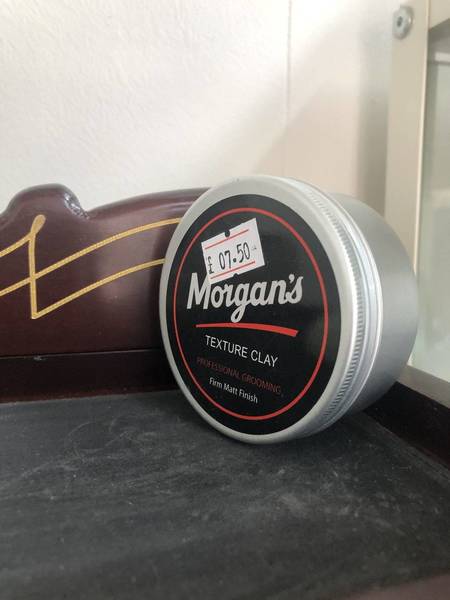 £ 07.50
Morgan's
TEXTURE CLAY
PROFESSIONAL GROOMING
Firm Matt Finish